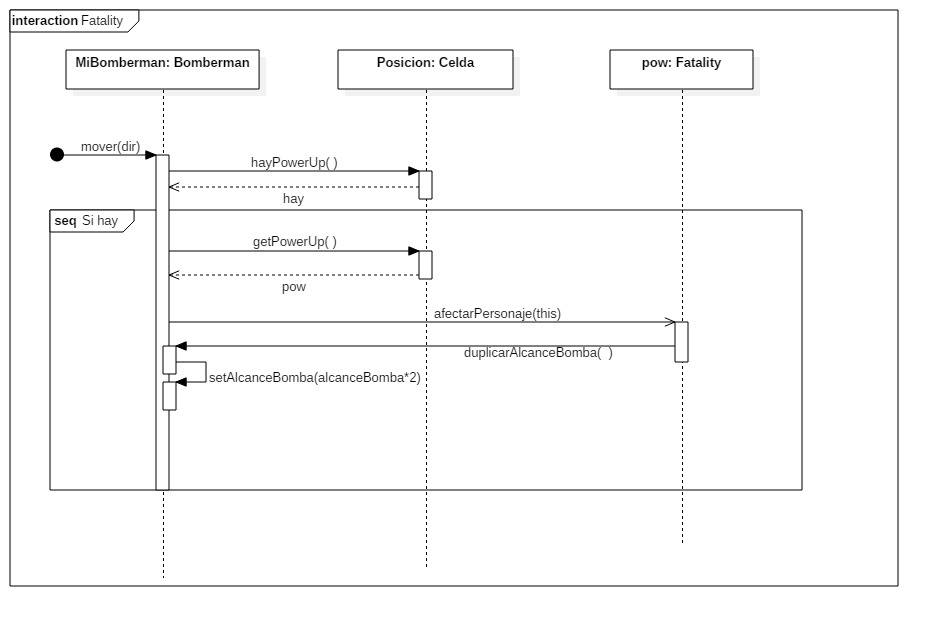 interaction Fatality
MiBomberman: Bomberman
Posicion: Celda
pow: Fatality
mover(dir)
hayPowerUp( )
hay
seq Si hay
getPowerUp( )
pow
afectarPersonaje(this)
duplicarAlcanceBomba( )
setAlcanceBomba(alcanceBomba*2)